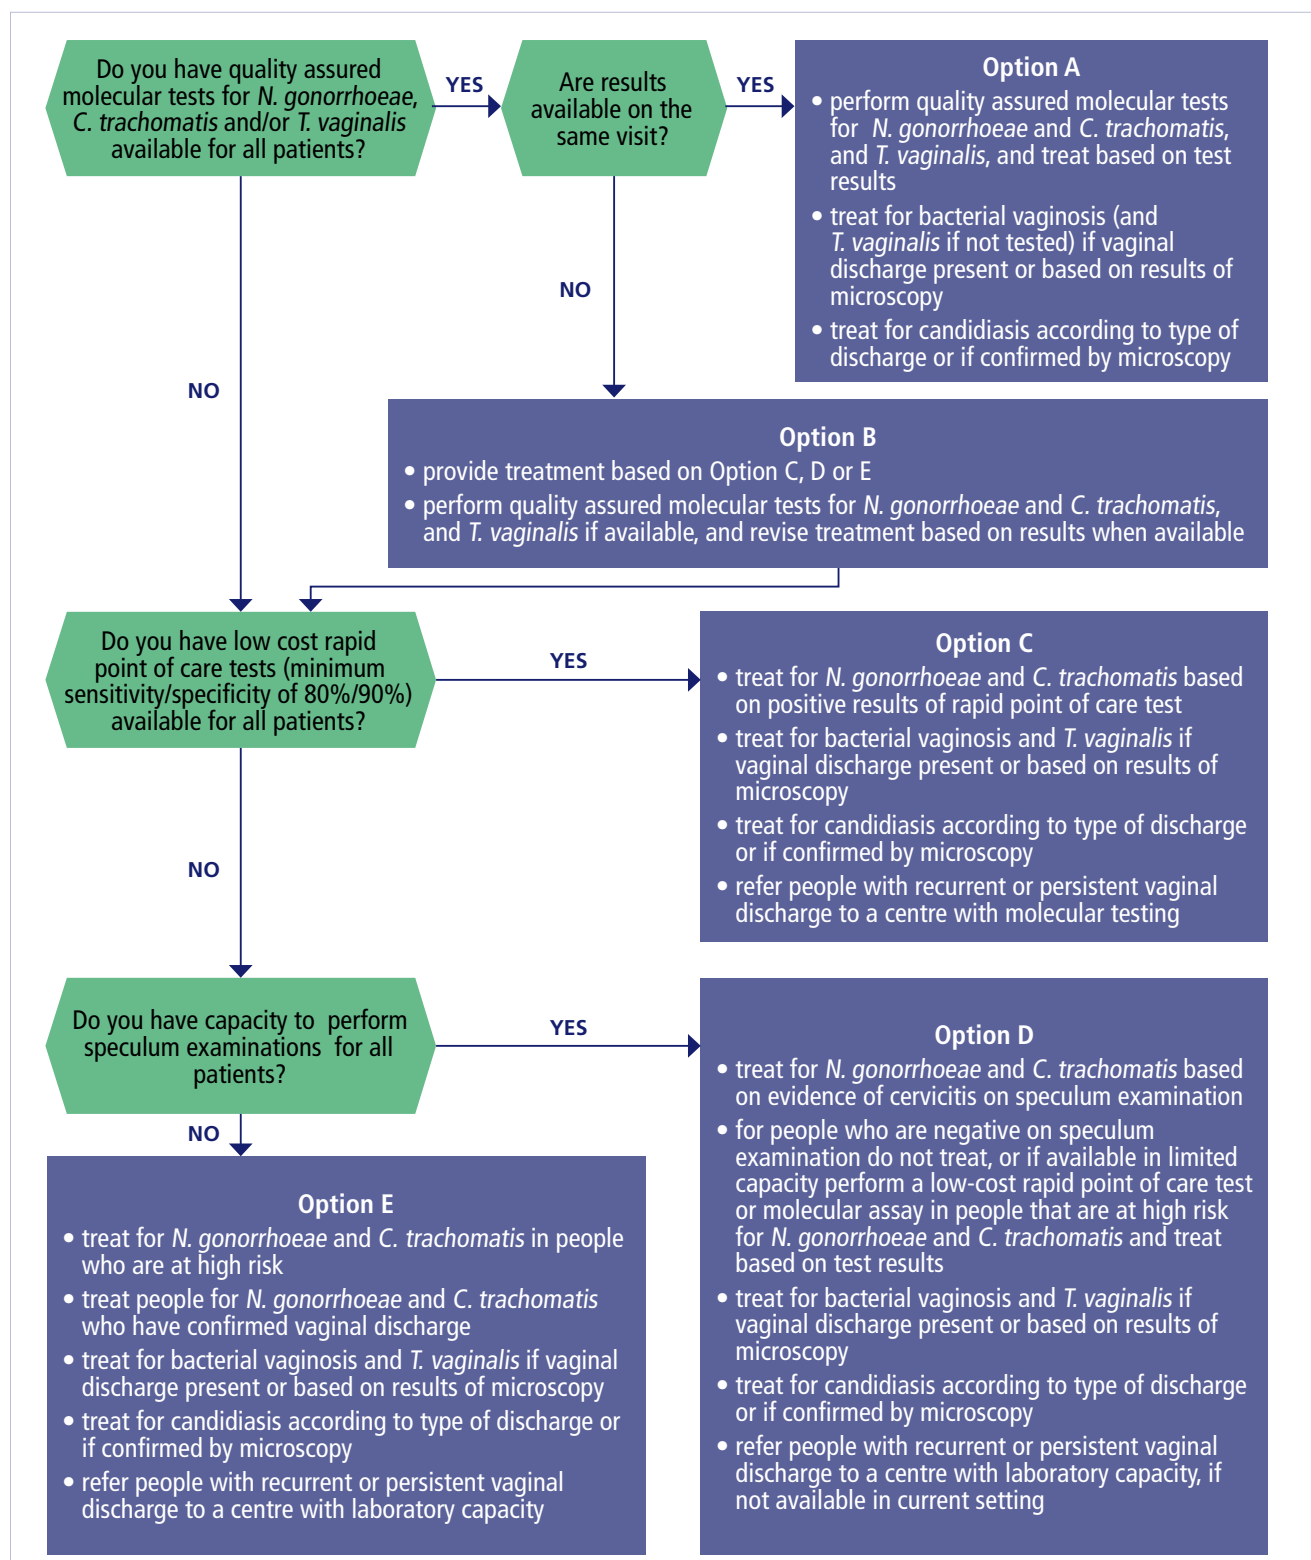 Do you have quality assured
molecular tests for N. gonorrhoeae,
C. trachomatis and/or T. vaginalis
available for all patients?
YES
Are results
available on the
same visit?
YES
Option A
• perform quality assured molecular tests
for N. gonorrhoeae and C. trachomatis,
and T. vaginalis, and treat based on test
results
• treat for bacterial vaginosis (and
T. vaginalis if not tested) if vaginal
discharge present or based on results of
microscopy
• treat for candidiasis according to type of
discharge or if confirmed by microscopy
NO
NO
Option B
• provide treatment based on Option C, D or E
• perform quality assured molecular tests for N. gonorrhoeae and C. trachomatis,
and T. vaginalis if available, and revise treatment based on results when available
Do you have low cost rapid
point of care tests (minimum
sensitivity/specificity of 80%/90%)
available for all patients?
YES
Option C
• treat for N. gonorrhoeae and C. trachomatis based
on positive results of rapid point of care test
• treat for bacterial vaginosis and T. vaginalis if
vaginal discharge present or based on results of
microscopy
• treat for candidiasis according to type of discharge
or if confirmed by microscopy
• refer people with recurrent or persistent vaginal
discharge to a centre with molecular testing
NO
Do you have capacity to perform
speculum examinations for all
patients?
YES
Option D
• treat for N. gonorrhoeae and C. trachomatis based
on evidence of cervicitis on speculum examination
• for people who are negative on speculum
examination do not treat, or if available in limited
capacity perform a low-cost rapid point of care test
or molecular assay in people that are at high risk
for N. gonorrhoeae and C. trachomatis and treat
based on test results
• treat for bacterial vaginosis and T. vaginalis if
vaginal discharge present or based on results of
microscopy
• treat for candidiasis according to type of discharge
or if confirmed by microscopy
• refer people with recurrent or persistent vaginal
discharge to a centre with laboratory capacity, if
not available in current setting
NO
Option E
• treat for N. gonorrhoeae and C. trachomatis in people
who are at high risk
• treat people for N. gonorrhoeae and C. trachomatis
who have confirmed vaginal discharge
• treat for bacterial vaginosis and T. vaginalis if vaginal
discharge present or based on results of microscopy
• treat for candidiasis according to type of discharge or
if confirmed by microscopy
• refer people with recurrent or persistent vaginal
discharge to a centre with laboratory capacity